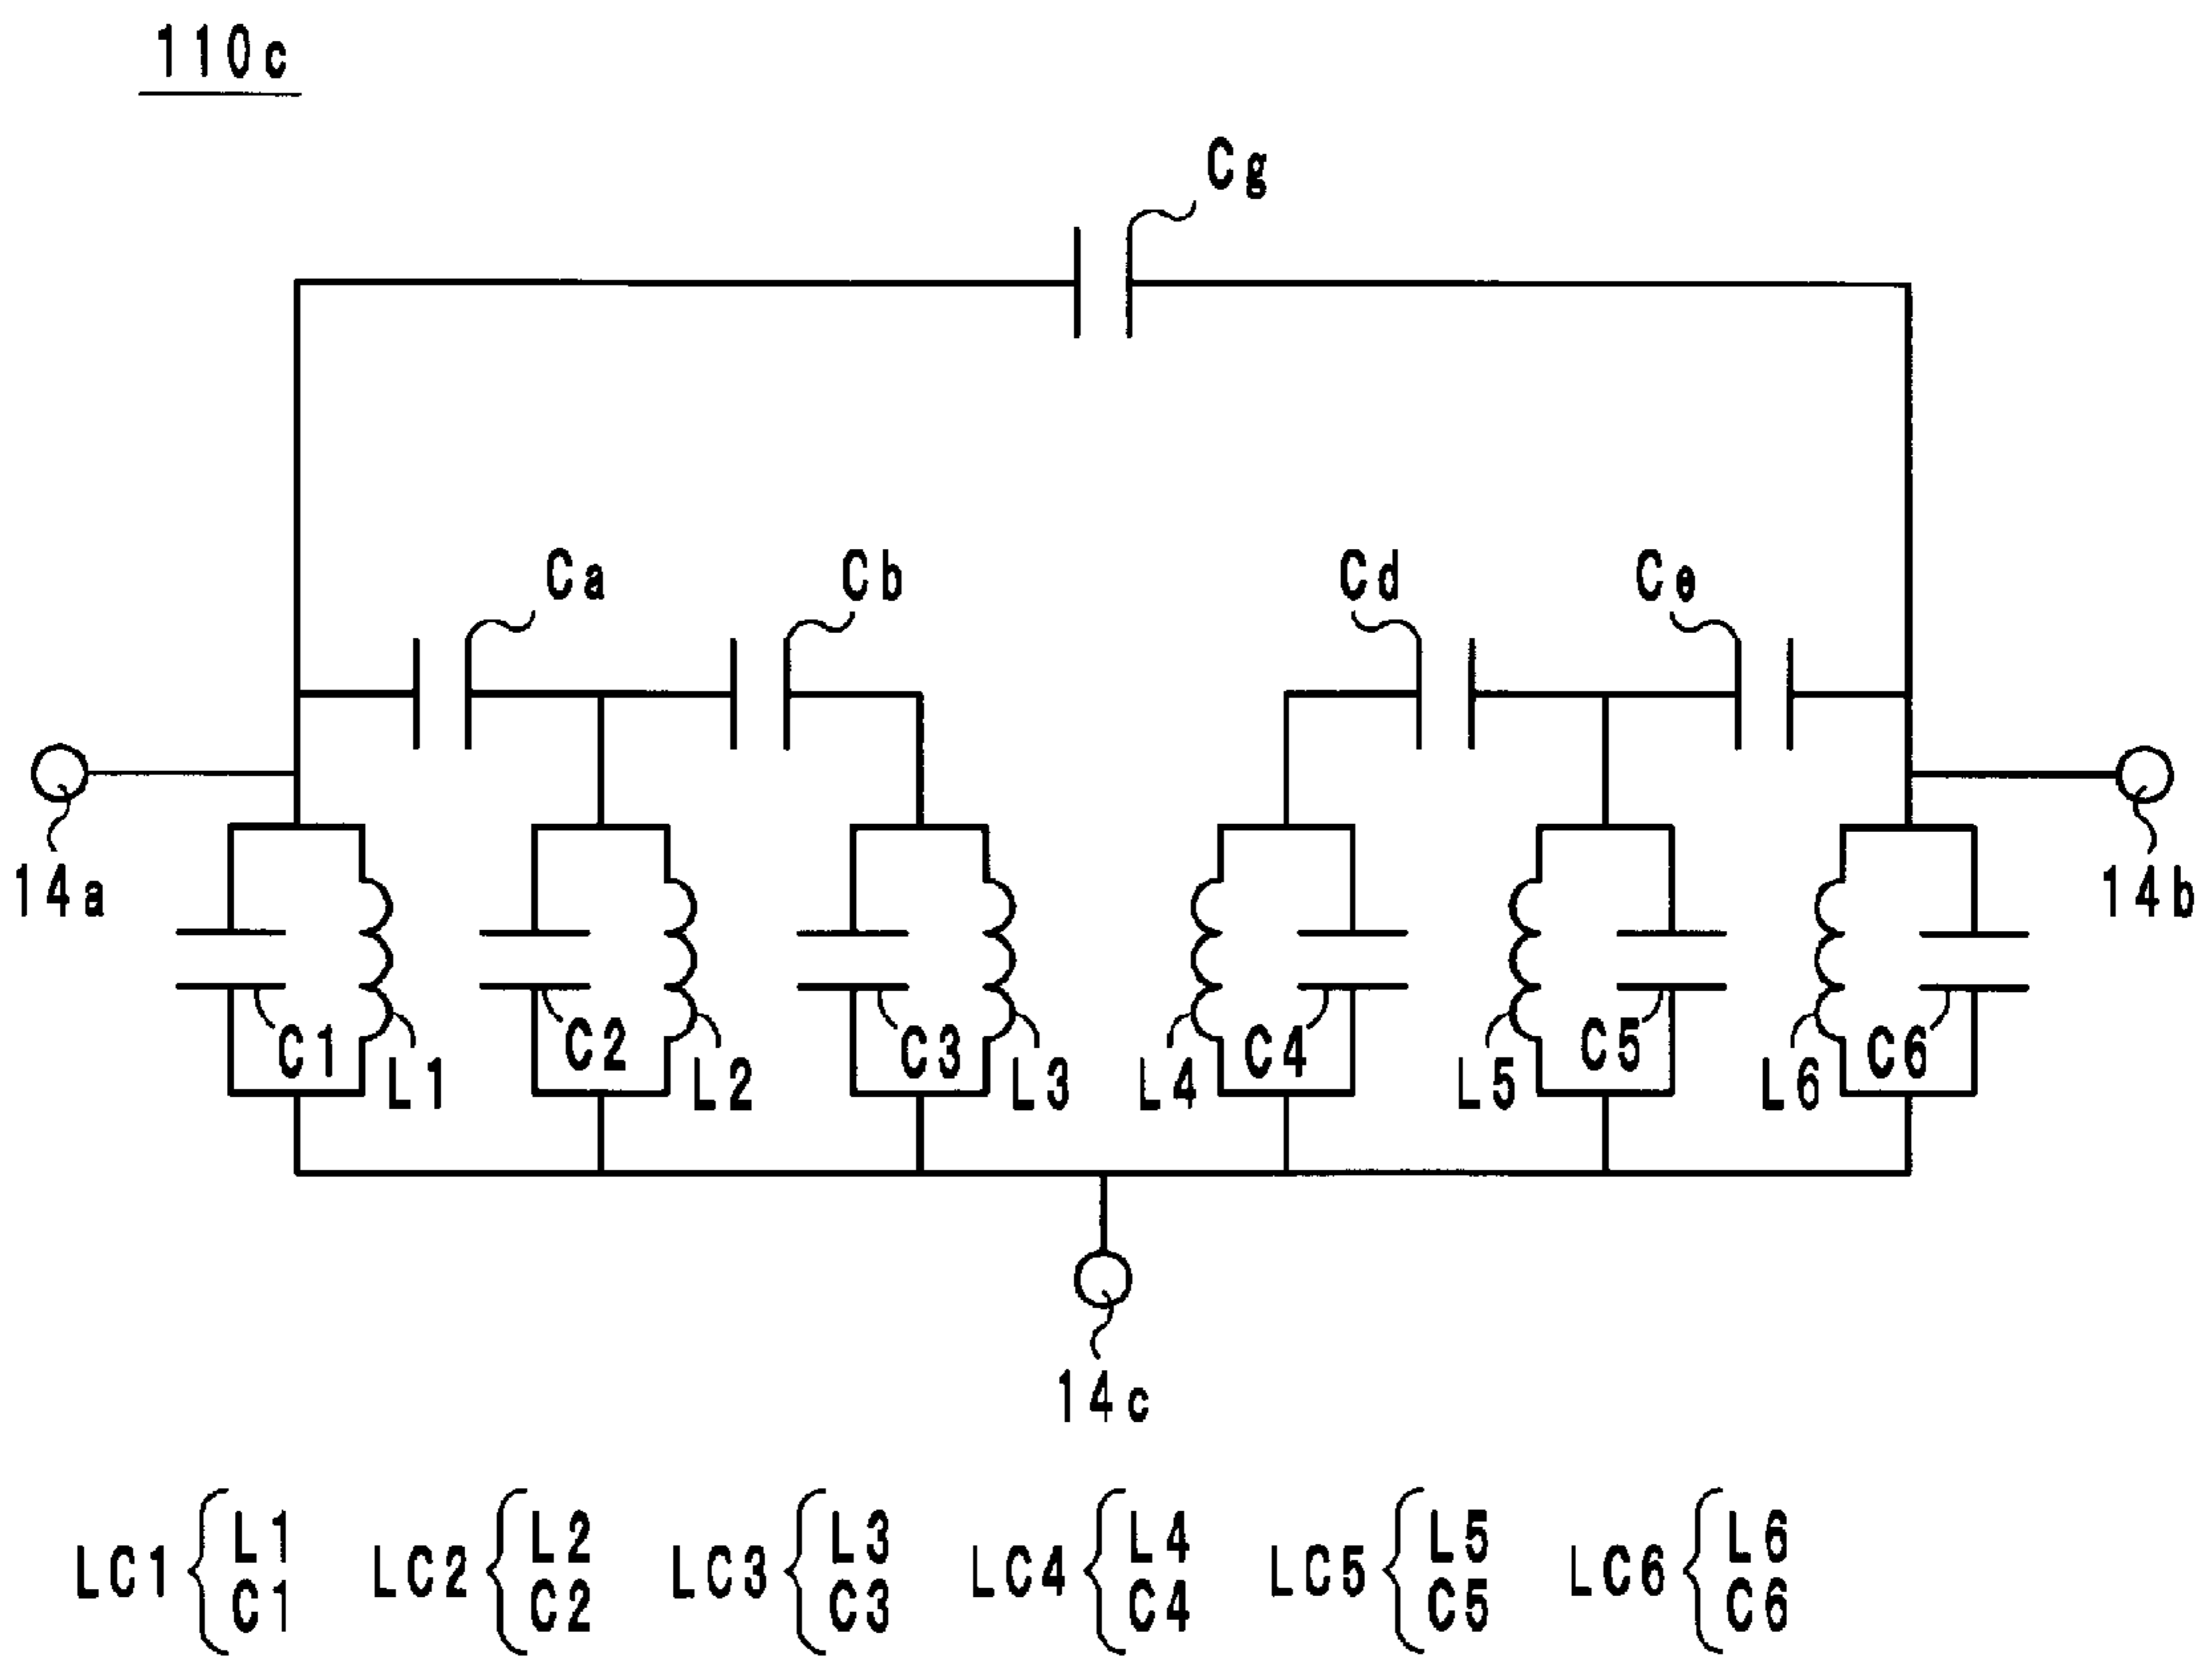 110c
Cg
Ca Cb Cd Ce
14a 14b
C1 L1 C2 L2 C3 L3 L4 C4 L5 C5 L6 C6
14c
LC1 { L1 C1 LC2 { L2 C2 LC3 { L3 C3 LC4 { L4 C4 LC5 { L5 C5 LC6 { L6 C6